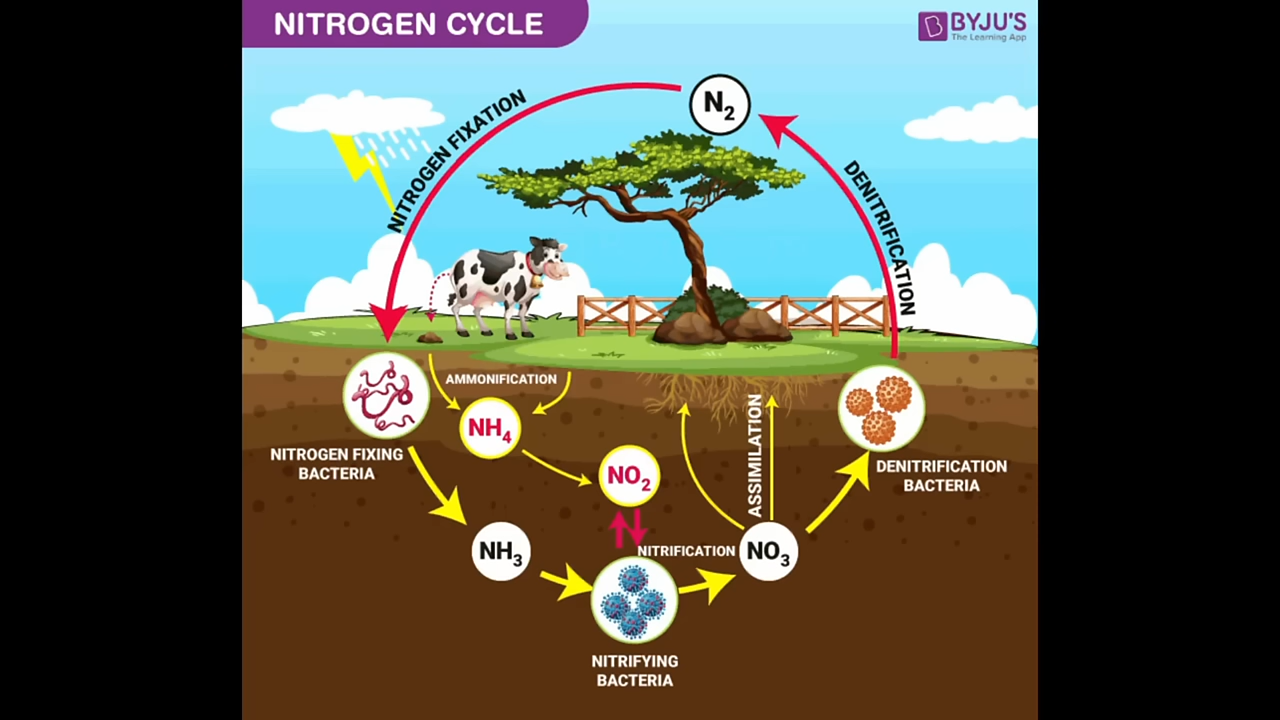 NITROGEN CYCLE
BYJU'S
The Learning App
N2
NITROGEN FIXATION
DENITRIFICATION
AMMONIFICATION
NH4
NITROGEN FIXING
BACTERIA
NO2
ASSIMILATION
DENITRIFICATION
BACTERIA
NH3
NITRIFICATION
NO3
NITRIFYING
BACTERIA